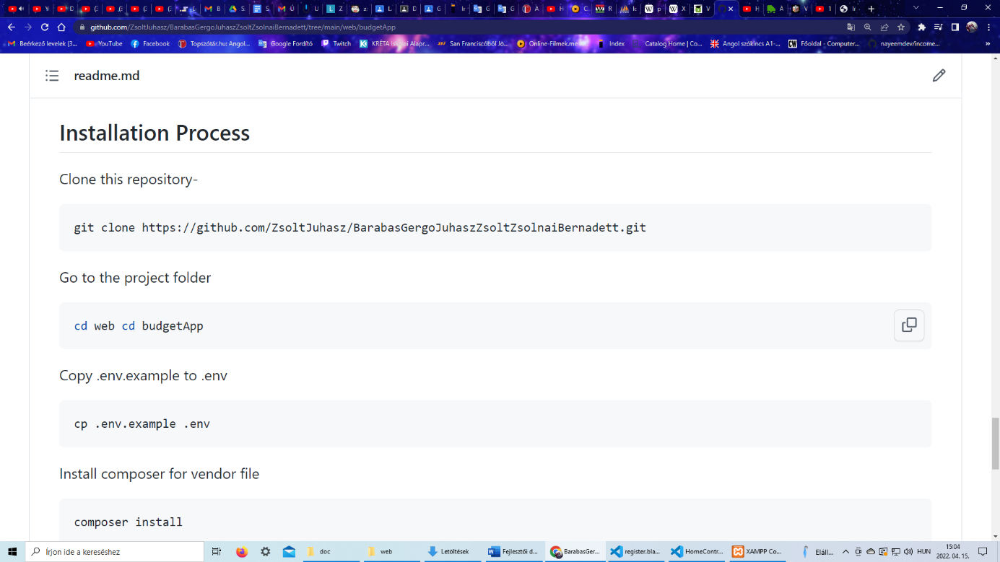 github.com/ZsoltJuhasz/BarabasGergoJuhaszZsoltZsolnaiBernadett/tree/main/web/budgetApp
Beérkező levelek (3... YouTube Facebook Topszótár.hu: Angol... Google Fordító Twitch KRÉTA Iskolai Alapr... San Franciscóból Jó... Online-Filmek.me Index Catalog Home | Co... Angol szókincs A1-... Főoldal - Computer... nayeemdev/income... »
readme.md
Installation Process
Clone this repository-
git clone https://github.com/ZsoltJuhasz/BarabasGergoJuhaszZsoltZsolnaiBernadett.git
Go to the project folder
cd web cd budgetApp
Copy .env.example to .env
cp .env.example .env
Install composer for vendor file
composer install
Írjon ide a kereséshez doc web Letöltések Fejlesztői d... BarabasGer... register.bla... HomeContr... XAMPP Co... Eláll... HUN
15:04
2022. 04. 15.